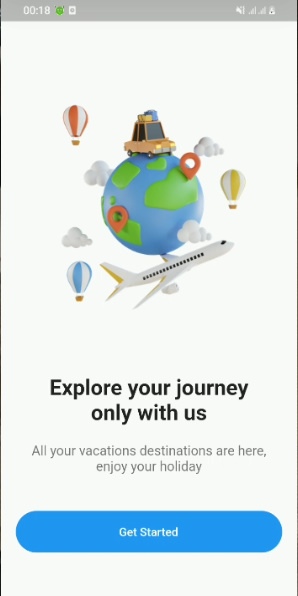 00:18
Explore your journey
only with us
All your vacations destinations are here,
enjoy your holiday
Get Started